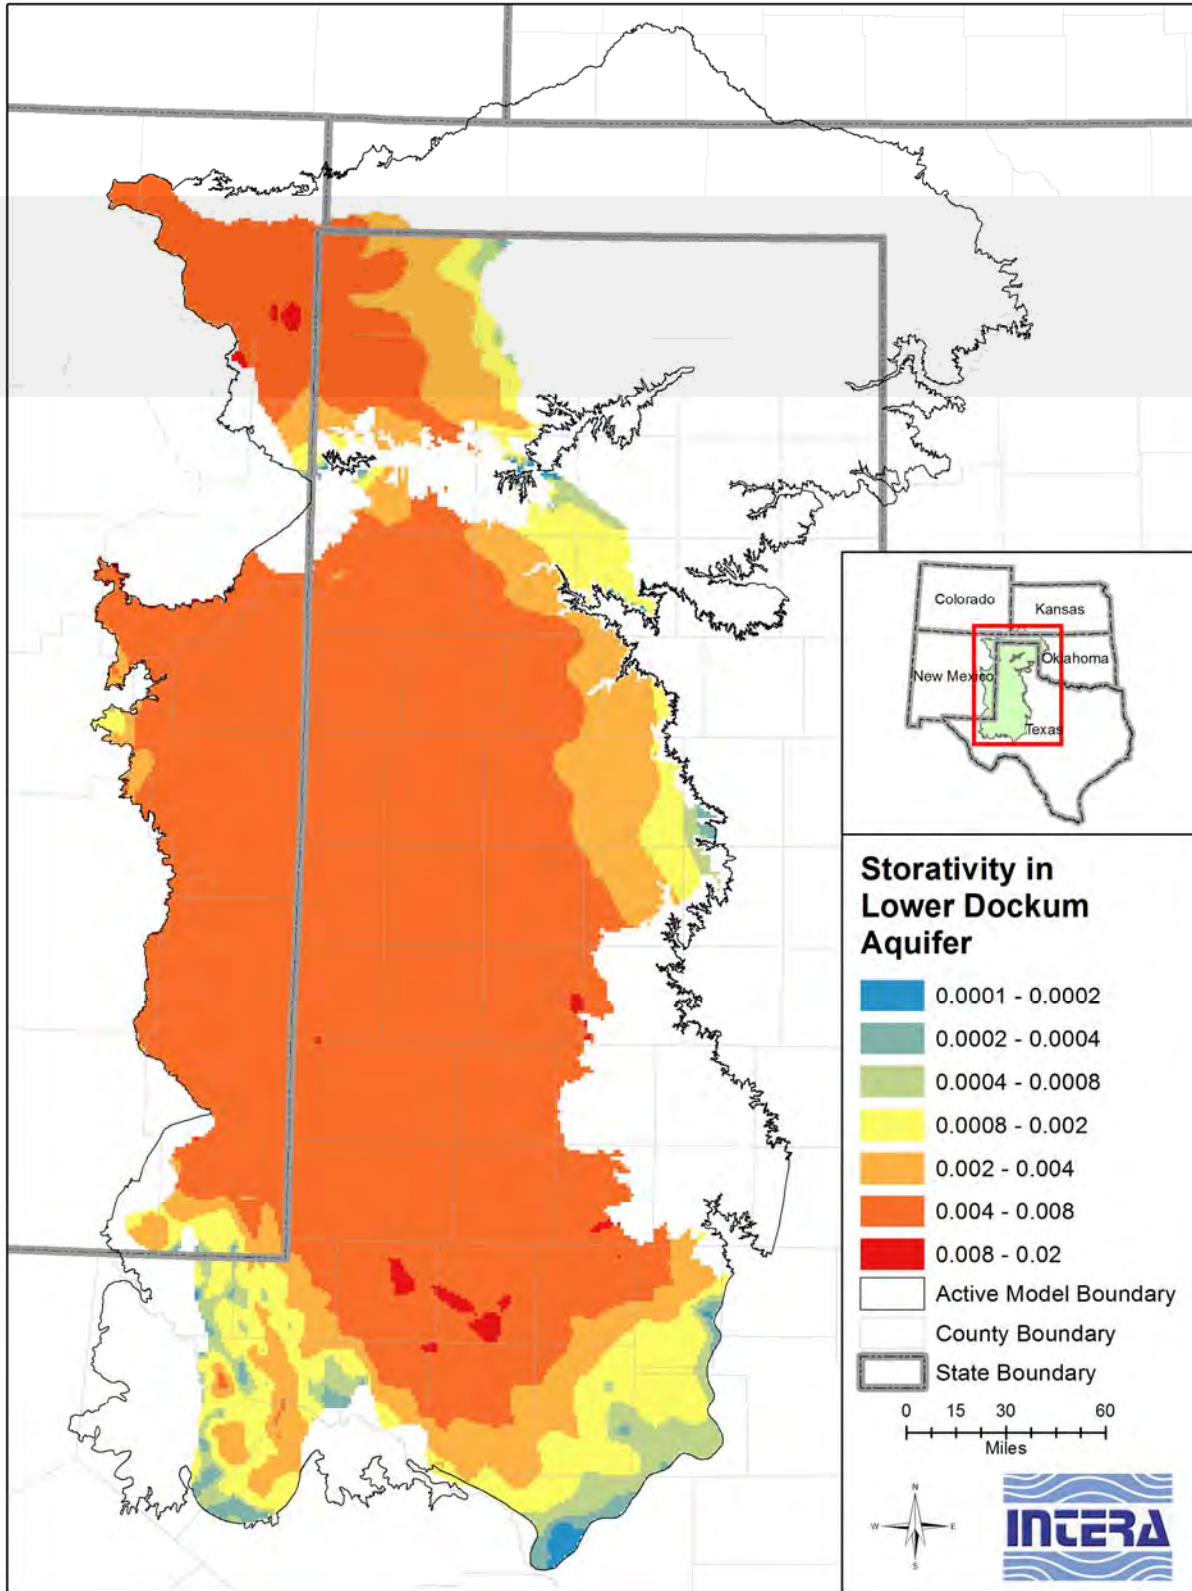 Colorado
Kansas
New Mexico
Oklahoma
Texas
Storativity in
Lower Dockum
Aquifer
0.0001 - 0.0002
0.0002 - 0.0004
0.0004 - 0.0008
0.0008 - 0.002
0.002 - 0.004
0.004 - 0.008
0.008 - 0.02
Active Model Boundary
County Boundary
State Boundary
0 15 30 60
Miles
N
W E
S
INTERA